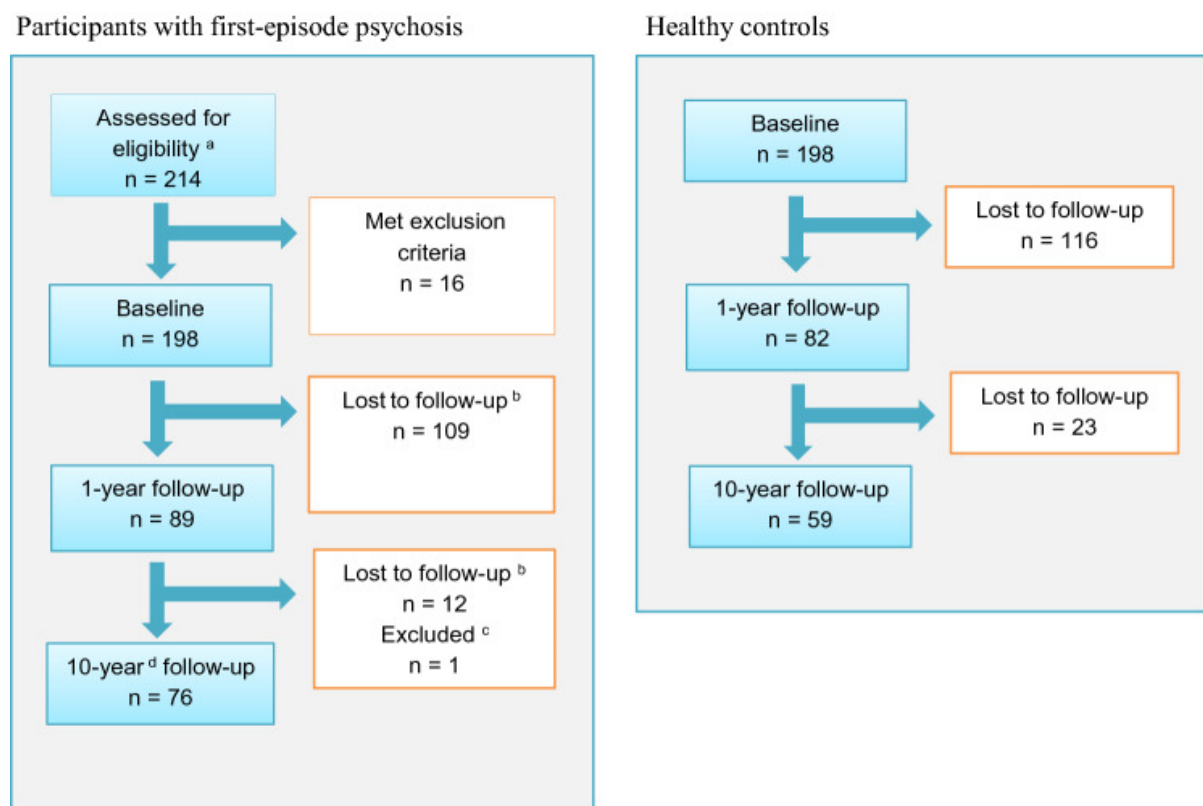 Participants with first-episode psychosis
Assessed for
eligibility ᵃ
n = 214
Met exclusion
criteria
n = 16
Baseline
n = 198
Lost to follow-up ᵇ
n = 109
1-year follow-up
n = 89
Lost to follow-up ᵇ
n = 12
Excluded ᶜ
n = 1
10-year ᵈ follow-up
n = 76
Healthy controls
Baseline
n = 198
Lost to follow-up
n = 116
1-year follow-up
n = 82
Lost to follow-up
n = 23
10-year follow-up
n = 59